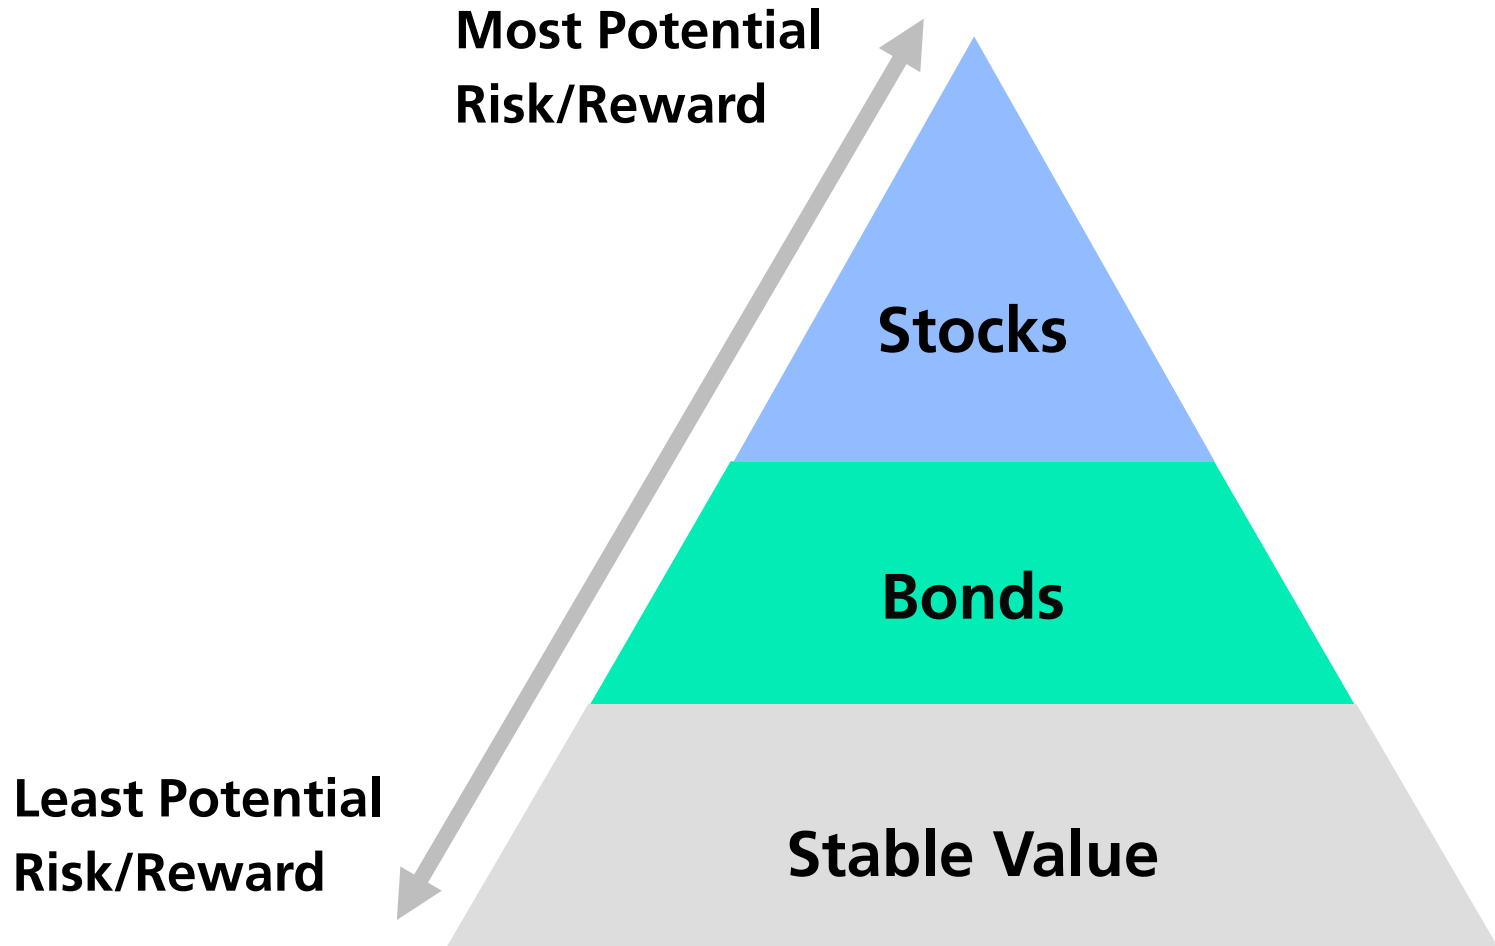 Most Potential
Risk/Reward
Stocks
Bonds
Least Potential
Risk/Reward
Stable Value